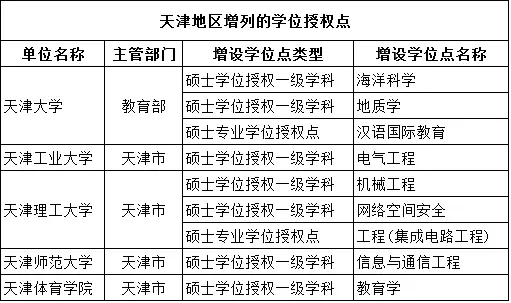 天津地区增列的学位授权点
单位名称 主管部门 增设学位点类型 增设学位点名称
天津大学 教育部 硕士学位授权一级学科 海洋科学
硕士学位授权一级学科 地质学
硕士专业学位授权点 汉语国际教育
天津工业大学 天津市 硕士学位授权一级学科 电气工程
天津理工大学 天津市 硕士学位授权一级学科 机械工程
硕士学位授权一级学科 网络空间安全
硕士专业学位授权点 工程(集成电路工程)
天津师范大学 天津市 硕士学位授权一级学科 信息与通信工程
天津体育学院 天津市 硕士学位授权一级学科 教育学